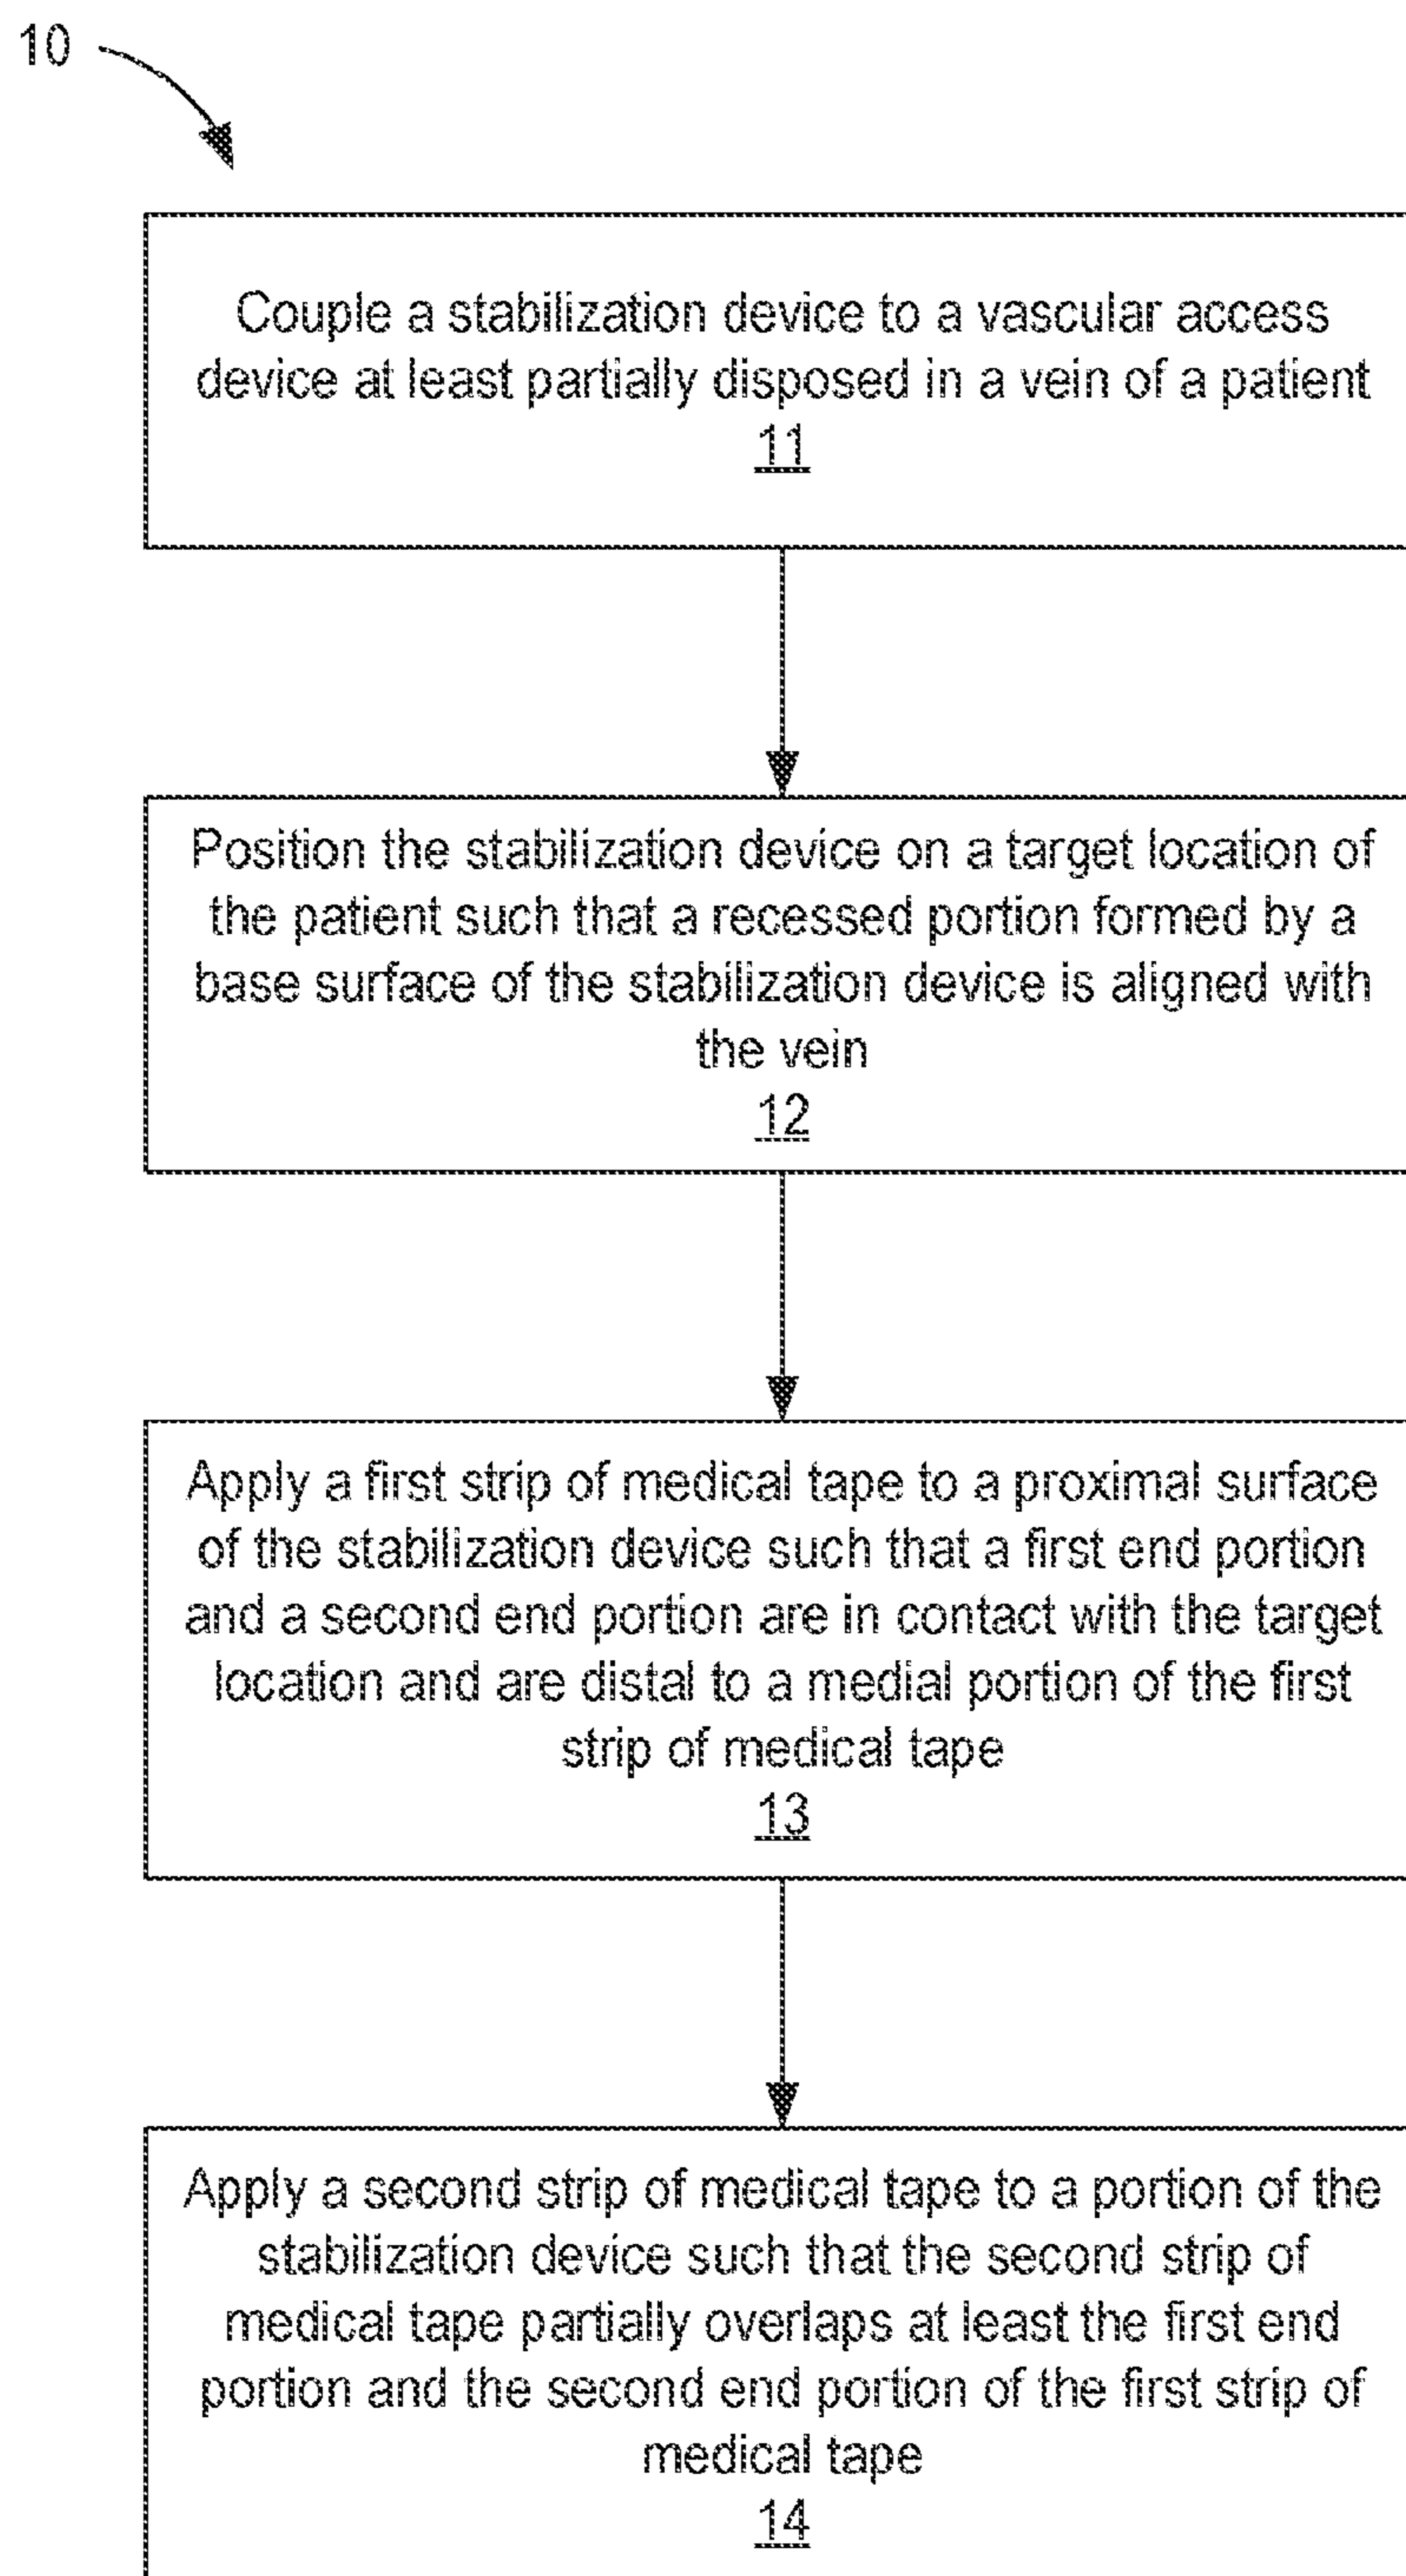 10
Couple a stabilization device to a vascular access
device at least partially disposed in a vein of a patient
11
Position the stabilization device on a target location of
the patient such that a recessed portion formed by a
base surface of the stabilization device is aligned with
the vein
12
Apply a first strip of medical tape to a proximal surface
of the stabilization device such that a first end portion
and a second end portion are in contact with the target
location and are distal to a medial portion of the first
strip of medical tape
13
Apply a second strip of medical tape to a portion of the
stabilization device such that the second strip of
medical tape partially overlaps at least the first end
portion and the second end portion of the first strip of
medical tape
14